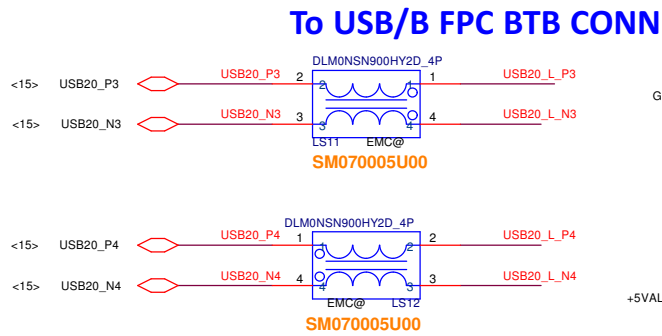 To USB/B FPC BTB CONN
DLM0NSN900HY2D_4P
<15> USB20_P3 USB20_P3 2 2 1 1 USB20_L_P3
G
<15> USB20_N3 USB20_N3 3 3 4 4 USB20_L_N3
LS11 EMC@
SM070005U00
DLM0NSN900HY2D_4P
<15> USB20_P4 USB20_P4 1 1 2 2 USB20_L_P4
<15> USB20_N4 USB20_N4 4 4 3 3 USB20_L_N4
EMC@ LS12
+5VAL
SM070005U00